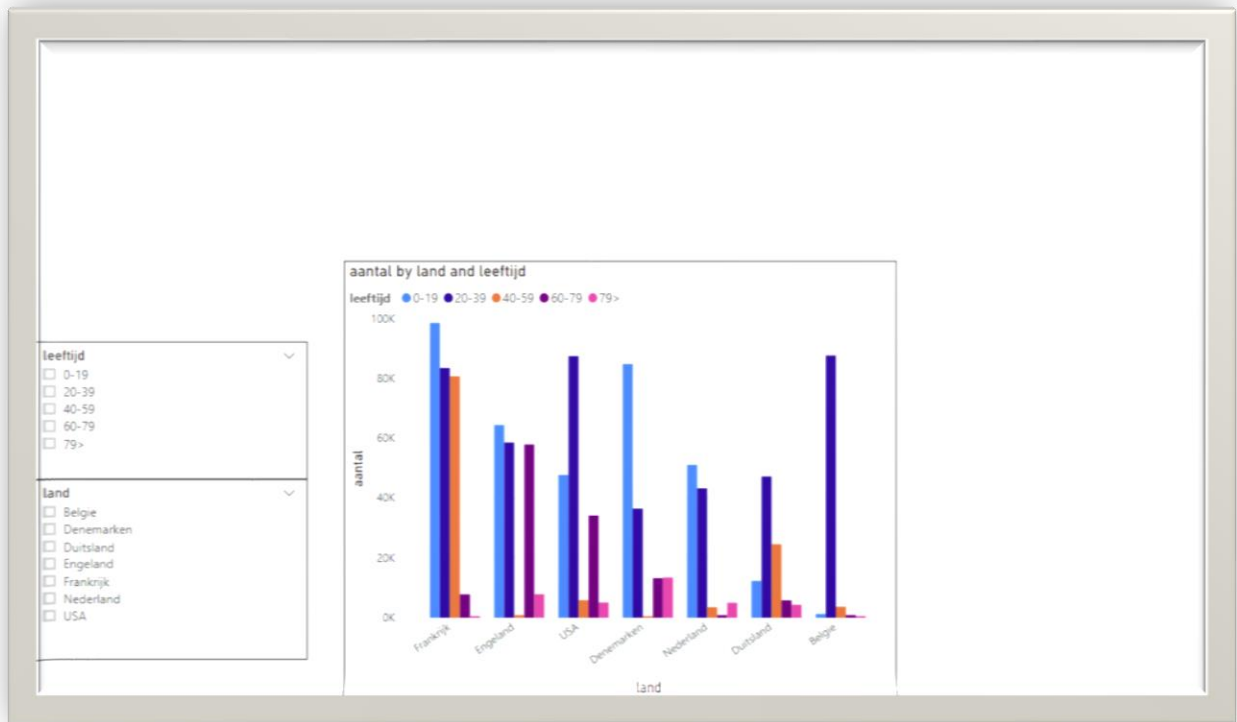 aantal by land and leeftijd
leeftijd 0-19 20-39 40-59 60-79 79>
100K
80K
60K
40K
20K
0K
aantal
Frankrijk Engeland USA Denemarken Nederland Duitsland Belgie
land
leeftijd
0-19
20-39
40-59
60-79
79>
land
Belgie
Denemarken
Duitsland
Engeland
Frankrijk
Nederland
USA